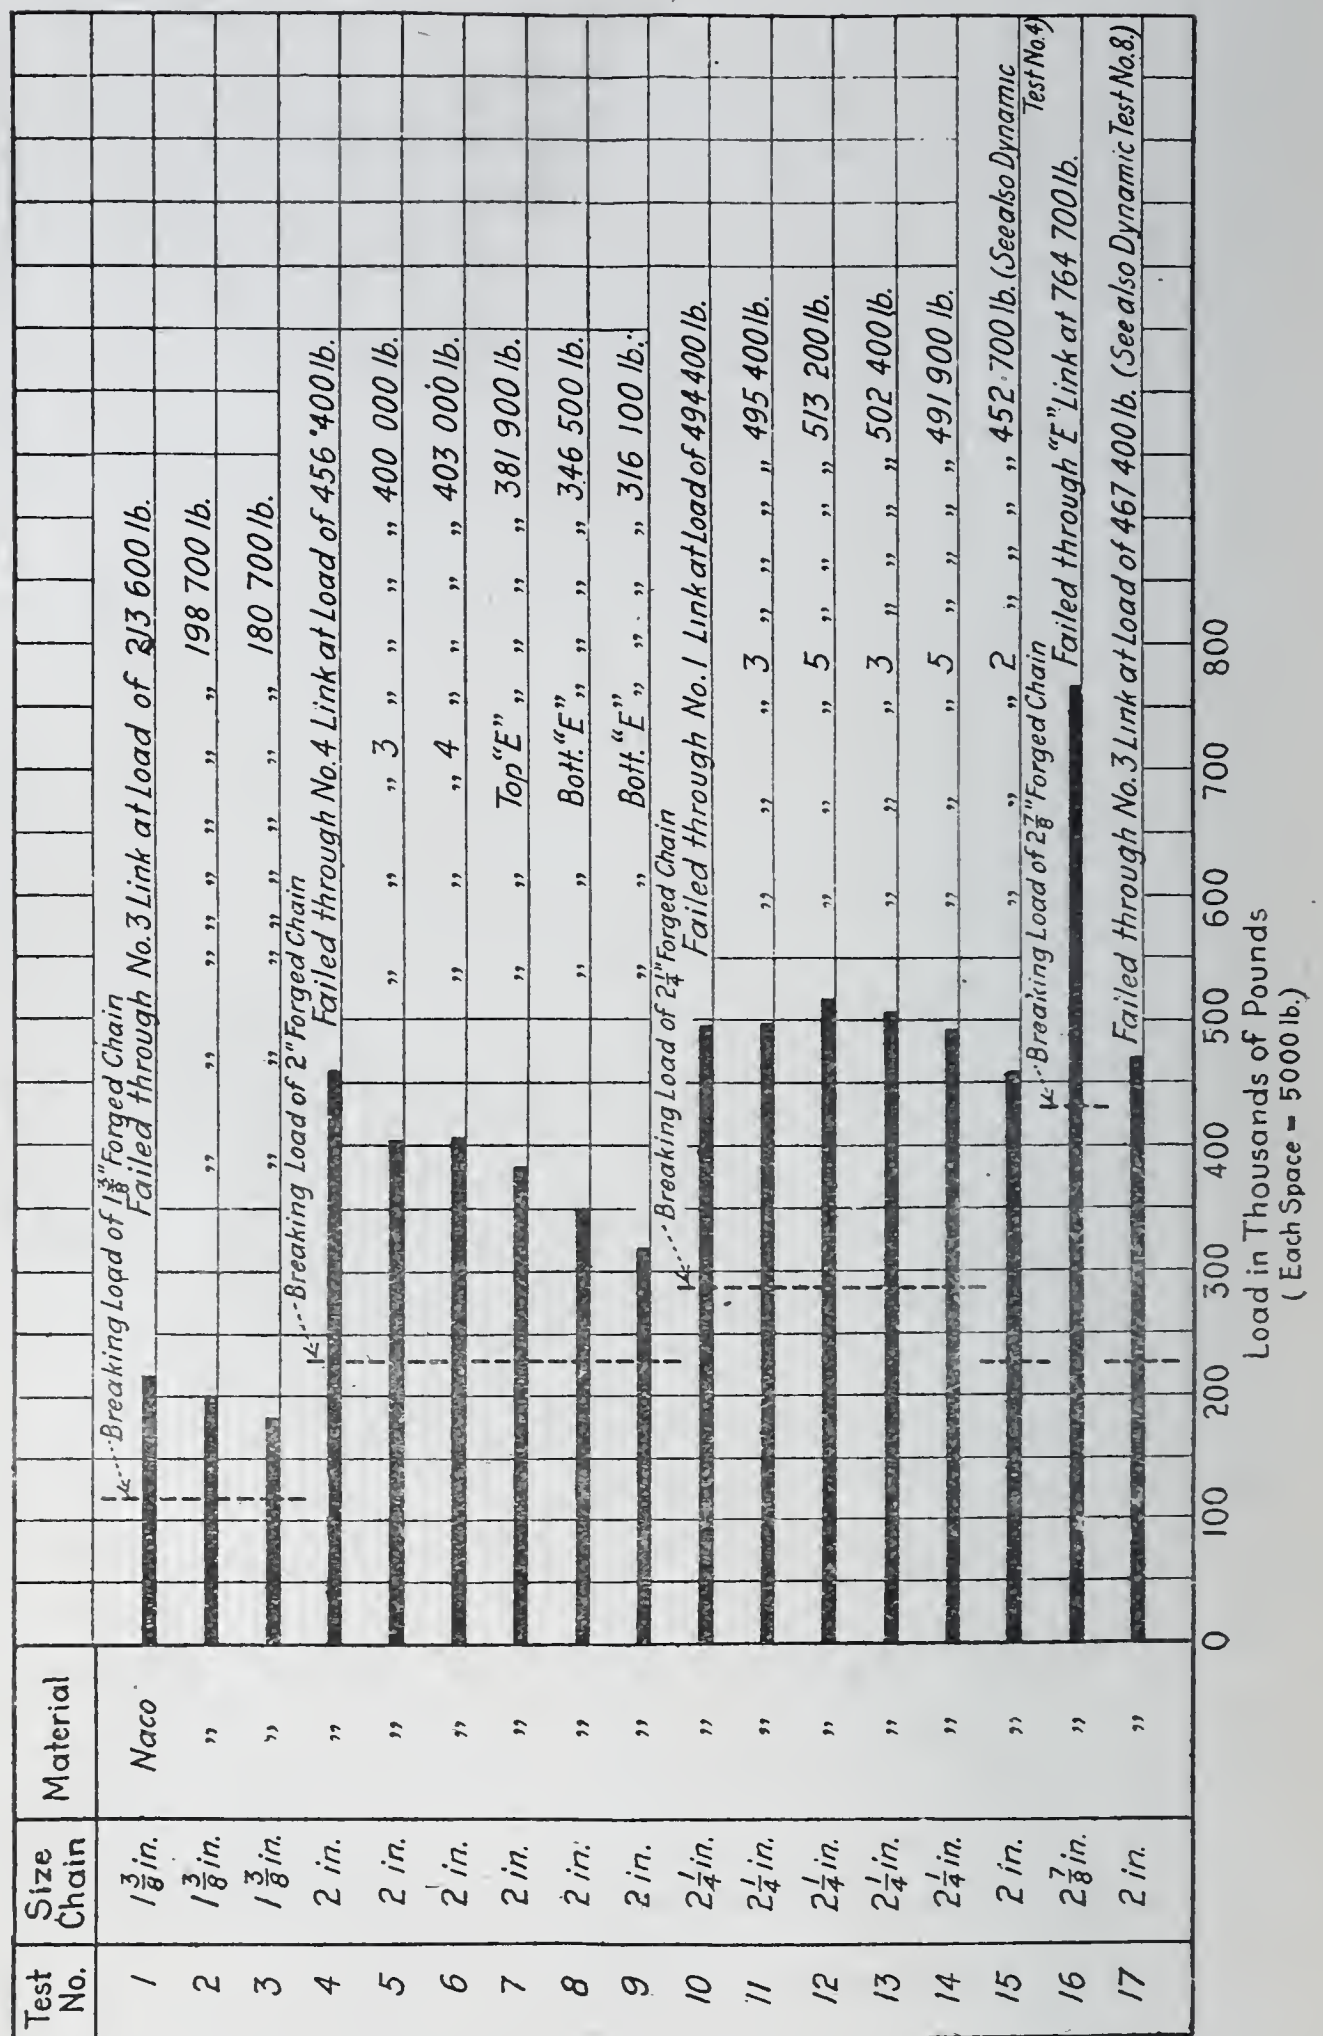 Test No. Size Chain Material
1 1 3/8 in. Naco
Breaking Load of 1 3/8" Forged Chain
Failed through No. 3 Link at Load of 213 600 lb.
2 1 3/8 in. " " " " " " " " 198 700 lb.
3 1 3/8 in. " " " " " " " " 180 700 lb.
Breaking Load of 2" Forged Chain
4 2 in. " Failed through No. 4 Link at Load of 456 400 lb.
5 2 in. " " " " 3 " " " " 400 000 lb.
6 2 in. " " " " 4 " " " " 403 000 lb.
7 2 in. " " " Top "E" " " " " 381 900 lb.
8 2 in. " " " Bott. "E" " " " " 346 500 lb.
9 2 in. " " " Bott. "E" " " " " 316 100 lb.
Breaking Load of 2 1/4" Forged Chain
10 2 1/4 in. " Failed through No. 1 Link at Load of 494 400 lb.
11 2 1/4 in. " " " " 3 " " " " 495 400 lb.
12 2 1/4 in. " " " " 5 " " " " 513 200 lb.
13 2 1/4 in. " " " " 3 " " " " 502 400 lb.
14 2 1/4 in. " " " " 5 " " " " 491 900 lb.
15 2 in. " " " " 2 " " " " 452 700 lb. (See also Dynamic
Test No. 4)
Breaking Load of 2 7/8" Forged Chain
16 2 7/8 in. " Failed through "E" Link at 764 700 lb.
17 2 in. " Failed through No. 3 Link at Load of 467 400 lb. (See also Dynamic Test No. 8.)
0 100 200 300 400 500 600 700 800
Load in Thousands of Pounds
(Each Space = 5000 lb.)